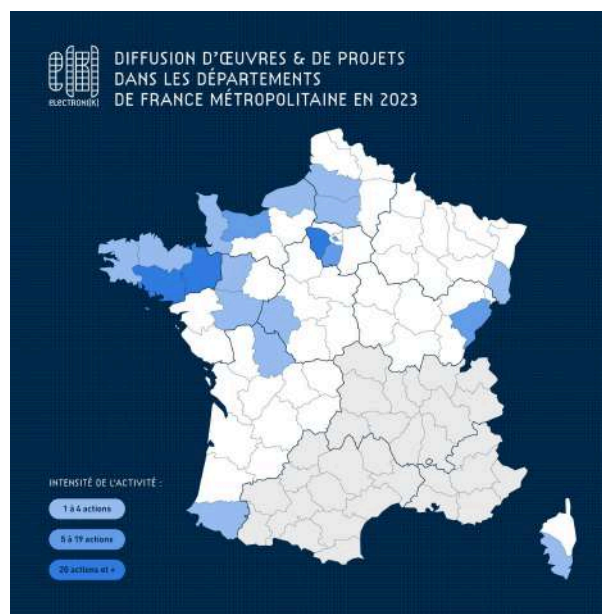 DIFFUSION D'ŒUVRES & DE PROJETS
DANS LES DÉPARTEMENTS
DE FRANCE MÉTROPOLITAINE EN 2023
ELECTRONI[K]
INTENSITÉ DE L'ACTIVITÉ :
1 à 4 actions
5 à 19 actions
20 actions et +